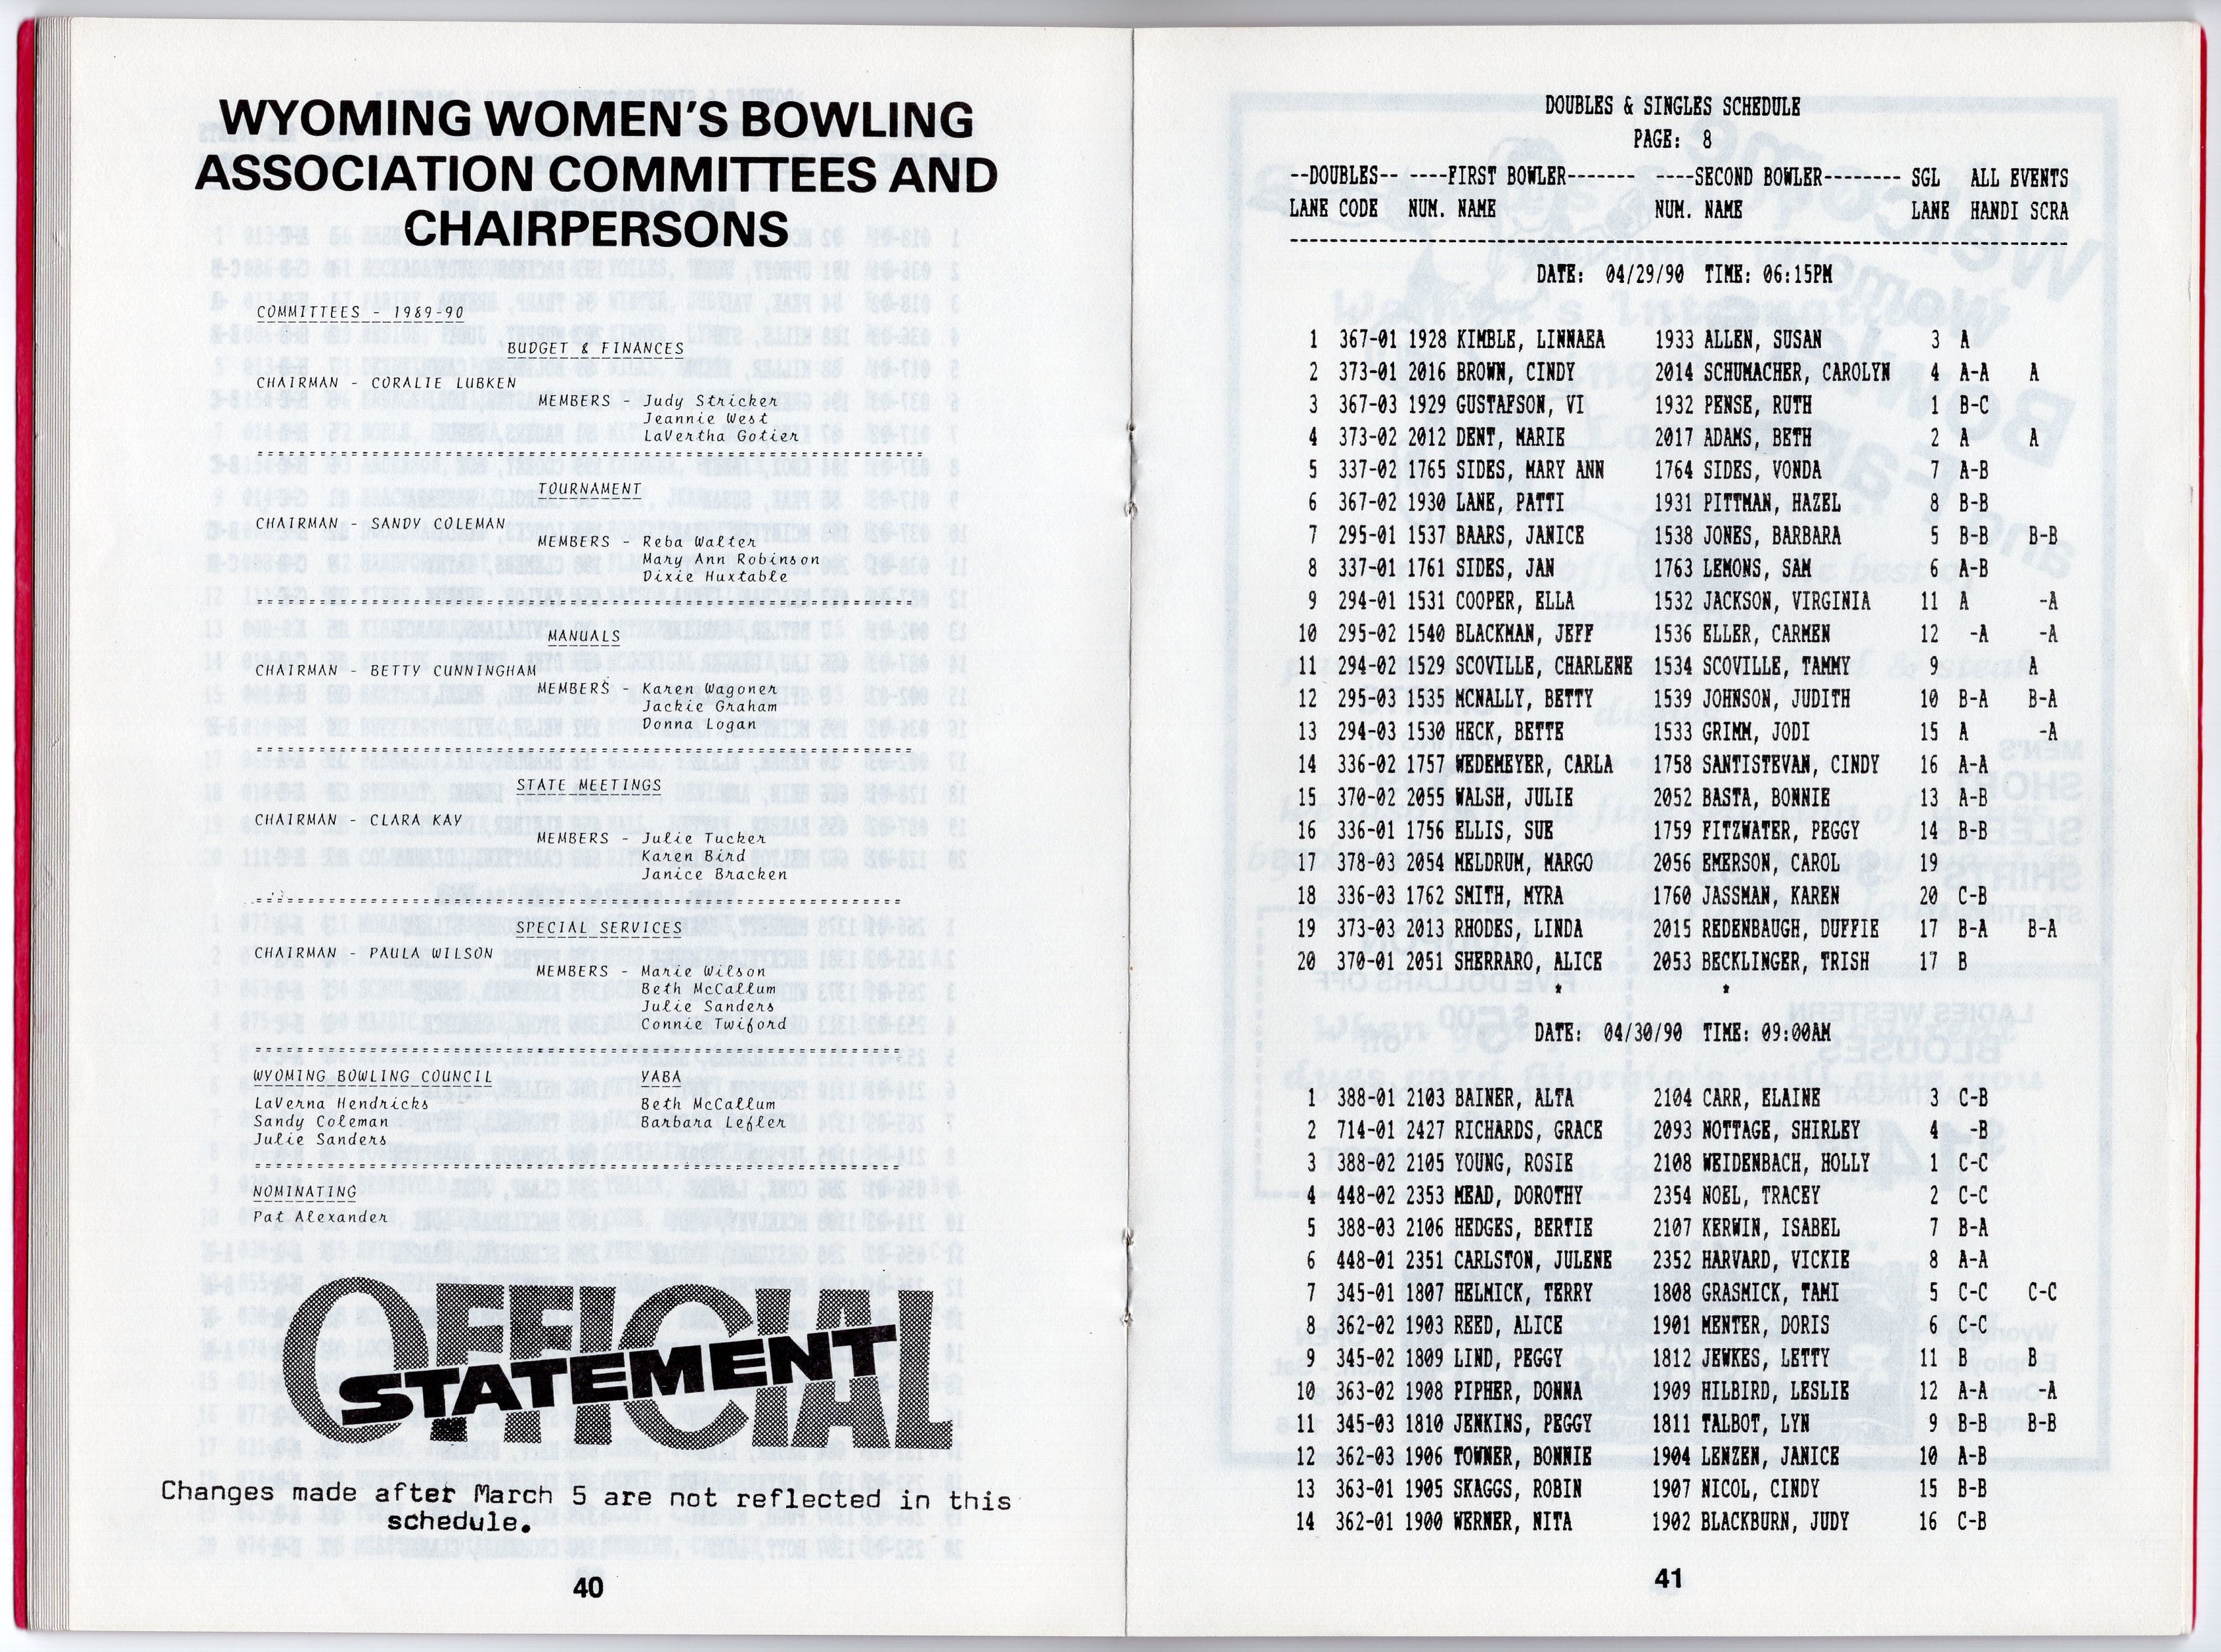 WYOMING WOMEN'S BOWLING
ASSOCIATION COMMITTEES AND
CHAIRPERSONS
COMMITTEES - 1989-90
BUDGET & FINANCES
CHAIRMAN - CORALIE LUBKEN
MEMBERS - Judy Stricker
Jeannie West
LaVertha Gotier
TOURNAMENT
CHAIRMAN - SANDY COLEMAN
MEMBERS - Reba Walter
Mary Ann Robinson
Dixie Huxtable
MANUALS
CHAIRMAN - BETTY CUNNINGHAM
MEMBERS - Karen Wagoner
Jackie Graham
Donna Logan
STATE MEETINGS
CHAIRMAN - CLARA KAY
MEMBERS - Julie Tucker
Karen Bird
Janice Bracken
SPECIAL SERVICES
CHAIRMAN - PAULA WILSON
MEMBERS - Marie Wilson
Beth McCallum
Julie Sanders
Connie Twiford
WYOMING BOWLING COUNCIL YABA
LaVerna Hendricks Beth McCallum
Sandy Coleman Barbara Lefler
Julie Sanders
NOMINATING
Pat Alexander
OFFICIAL
STATEMENT
Changes made after March 5 are not reflected in this
schedule.
40
DOUBLES & SINGLES SCHEDULE
PAGE: 8
--DOUBLES-- ----FIRST BOWLER------- ----SECOND BOWLER-------- SGL ALL EVENTS
LANE CODE NUM. NAME NUM. NAME LANE HANDI SCRA
DATE: 04/29/90 TIME: 06:15PM
1 367-01 1928 KIMBLE, LINNAEA 1933 ALLEN, SUSAN 3 A
2 373-01 2016 BROWN, CINDY 2014 SCHUMACHER, CAROLYN 4 A-A A
3 367-03 1929 GUSTAFSON, VI 1932 PENSE, RUTH 1 B-C
4 373-02 2012 DENT, MARIE 2017 ADAMS, BETH 2 A A
5 337-02 1765 SIDES, MARY ANN 1764 SIDES, VONDA 7 A-B
6 367-02 1930 LANE, PATTI 1931 PITTMAN, HAZEL 8 B-B
7 295-01 1537 BAARS, JANICE 1538 JONES, BARBARA 5 B-B B-B
8 337-01 1761 SIDES, JAN 1763 LEMONS, SAM 6 A-B
9 294-01 1531 COOPER, ELLA 1532 JACKSON, VIRGINIA 11 A -A
10 295-02 1540 BLACKMAN, JEFF 1536 ELLER, CARMEN 12 -A -A
11 294-02 1529 SCOVILLE, CHARLENE 1534 SCOVILLE, TAMMY 9 A
12 295-03 1535 MCNALLY, BETTY 1539 JOHNSON, JUDITH 10 B-A B-A
13 294-03 1530 HECK, BETTE 1533 GRIMM, JODI 15 A -A
14 336-02 1757 WEDEMEYER, CARLA 1758 SANTISTEVAN, CINDY 16 A-A
15 370-02 2055 WALSH, JULIE 2052 BASTA, BONNIE 13 A-B
16 336-01 1756 ELLIS, SUE 1759 FITZWATER, PEGGY 14 B-B
17 378-03 2054 MELDRUM, MARGO 2056 EMERSON, CAROL 19
18 336-03 1762 SMITH, MYRA 1760 JASSMAN, KAREN 20 C-B
19 373-03 2013 RHODES, LINDA 2015 REDENBAUGH, DUFFIE 17 B-A B-A
20 370-01 2051 SHERRARO, ALICE 2053 BECKLINGER, TRISH 17 B
* *
DATE: 04/30/90 TIME: 09:00AM
1 388-01 2103 BAINER, ALTA 2104 CARR, ELAINE 3 C-B
2 714-01 2427 RICHARDS, GRACE 2093 NOTTAGE, SHIRLEY 4 -B
3 388-02 2105 YOUNG, ROSIE 2108 WEIDENBACH, HOLLY 1 C-C
4 448-02 2353 MEAD, DOROTHY 2354 NOEL, TRACEY 2 C-C
5 388-03 2106 HEDGES, BERTIE 2107 KERWIN, ISABEL 7 B-A
6 448-01 2351 CARLSTON, JULENE 2352 HARVARD, VICKIE 8 A-A
7 345-01 1807 HELMICK, TERRY 1808 GRASMICK, TAMI 5 C-C C-C
8 362-02 1903 REED, ALICE 1901 MENTER, DORIS 6 C-C
9 345-02 1809 LIND, PEGGY 1812 JEWKES, LETTY 11 B B
10 363-02 1908 PIPHER, DONNA 1909 HILBIRD, LESLIE 12 A-A -A
11 345-03 1810 JENKINS, PEGGY 1811 TALBOT, LYN 9 B-B B-B
12 362-03 1906 TOWNER, BONNIE 1904 LENZEN, JANICE 10 A-B
13 363-01 1905 SKAGGS, ROBIN 1907 NICOL, CINDY 15 B-B
14 362-01 1900 WERNER, NITA 1902 BLACKBURN, JUDY 16 C-B
41